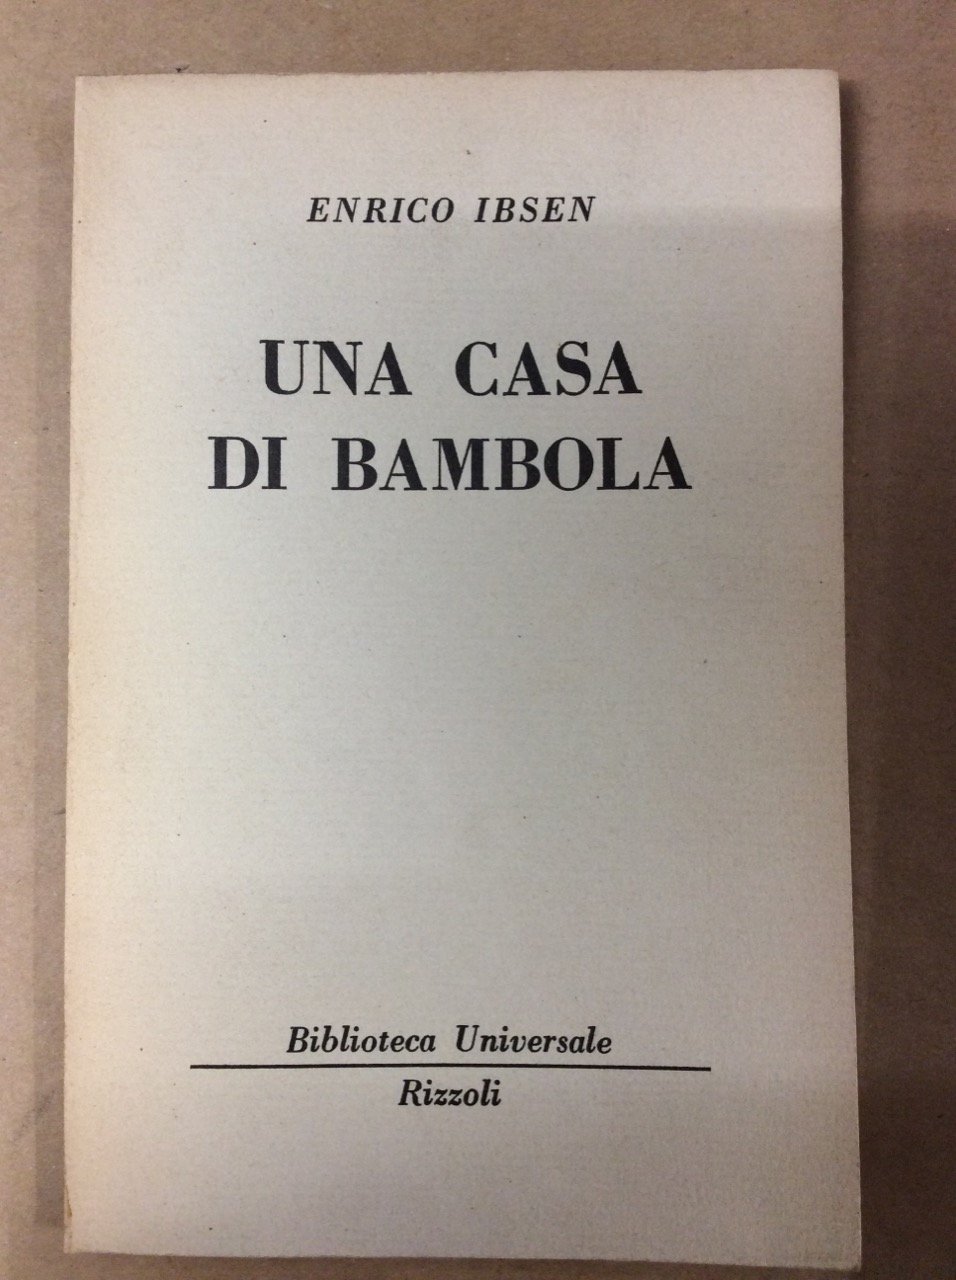 ENRICO IBSEN
UNA CASA
DI BAMBOLA
Biblioteca Universale
Rizzoli